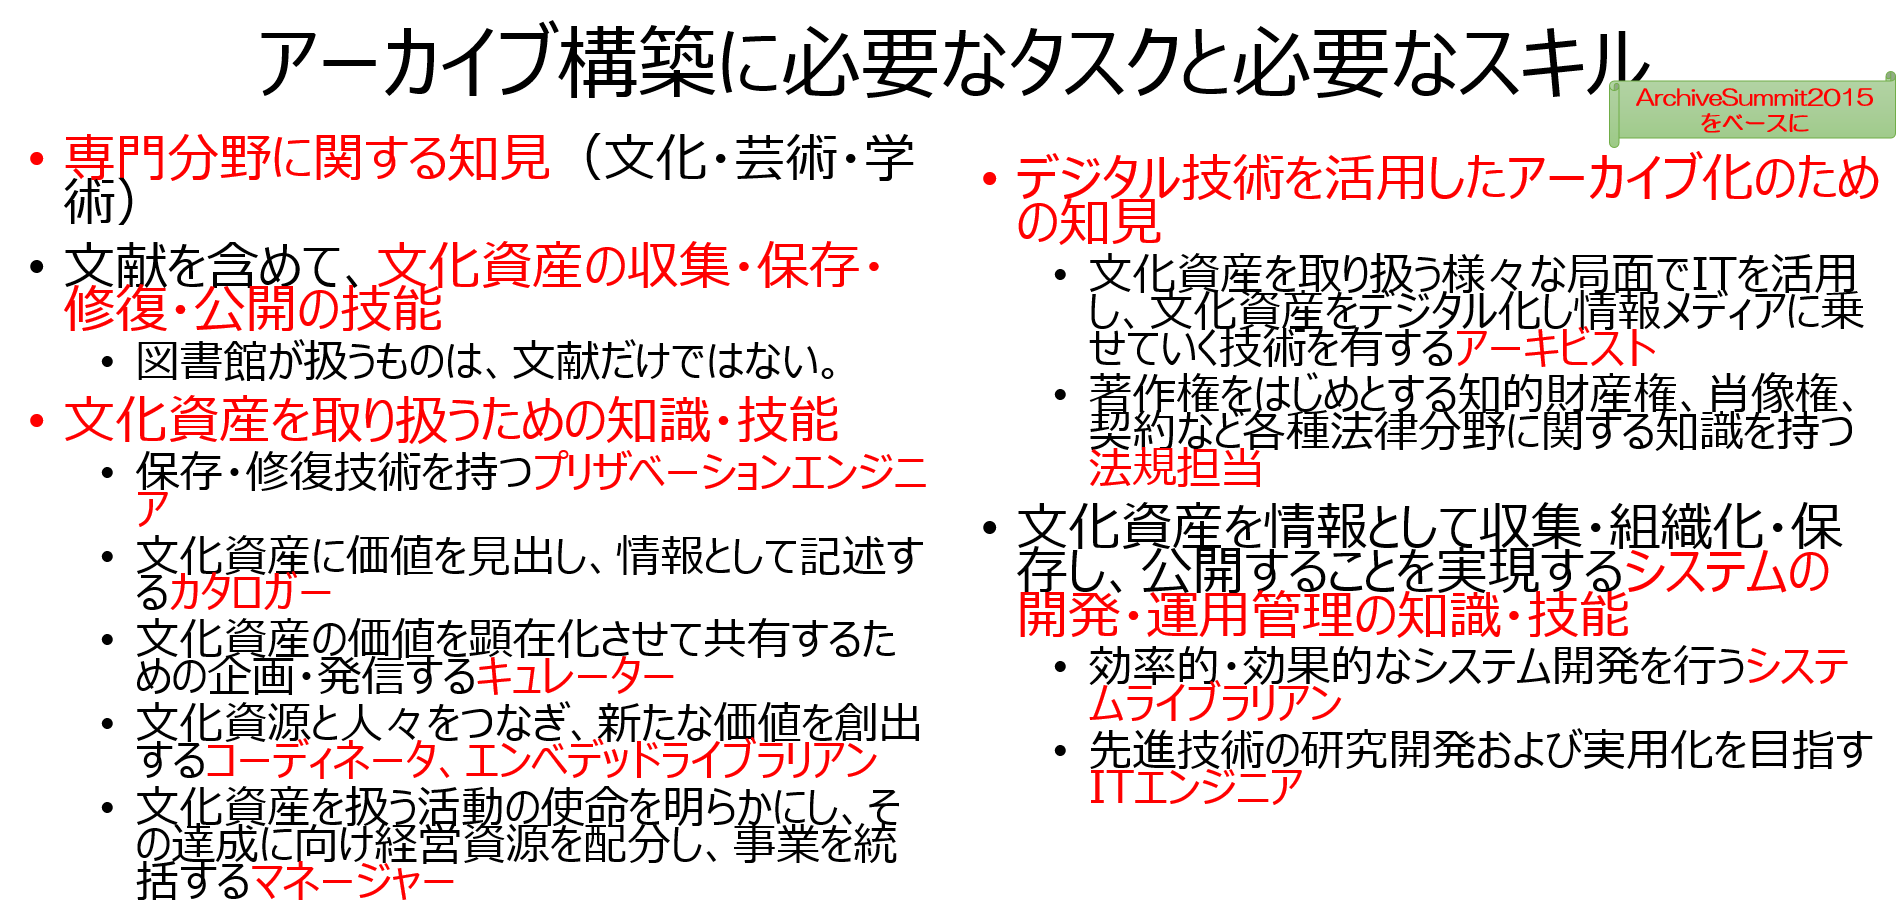 アーカイブ構築に必要なタスクと必要なスキル
ArchiveSummit2015
をベースに
• 専門分野に関する知見（文化・芸術・学
術）
• 文献を含めて、文化資産の収集・保存・
修復・公開の技能
• 図書館が扱うものは、文献だけではない。
• 文化資産を取り扱うための知識・技能
• 保存・修復技術を持つプリザベーションエンジニ
ア
• 文化資産に価値を見出し、情報として記述す
るカタロガー
• 文化資産の価値を顕在化させて共有するた
めの企画・発信するキュレーター
• 文化資源と人々をつなぎ、新たな価値を創出
するコーディネータ、エンベデッドライブラリアン
• 文化資産を扱う活動の使命を明らかにし、そ
の達成に向け経営資源を配分し、事業を統
括するマネージャー
• デジタル技術を活用したアーカイブ化のため
の知見
• 文化資産を取り扱う様々な局面でITを活用
し、文化資産をデジタル化し情報メディアに乗
せていく技術を有するアーキビスト
• 著作権をはじめとする知的財産権、肖像権、
契約など各種法律分野に関する知識を持つ
法規担当
• 文化資産を情報として収集・組織化・保
存し、公開することを実現するシステムの
開発・運用管理の知識・技能
• 効率的・効果的なシステム開発を行うシステ
ムライブラリアン
• 先進技術の研究開発および実用化を目指す
ITエンジニア